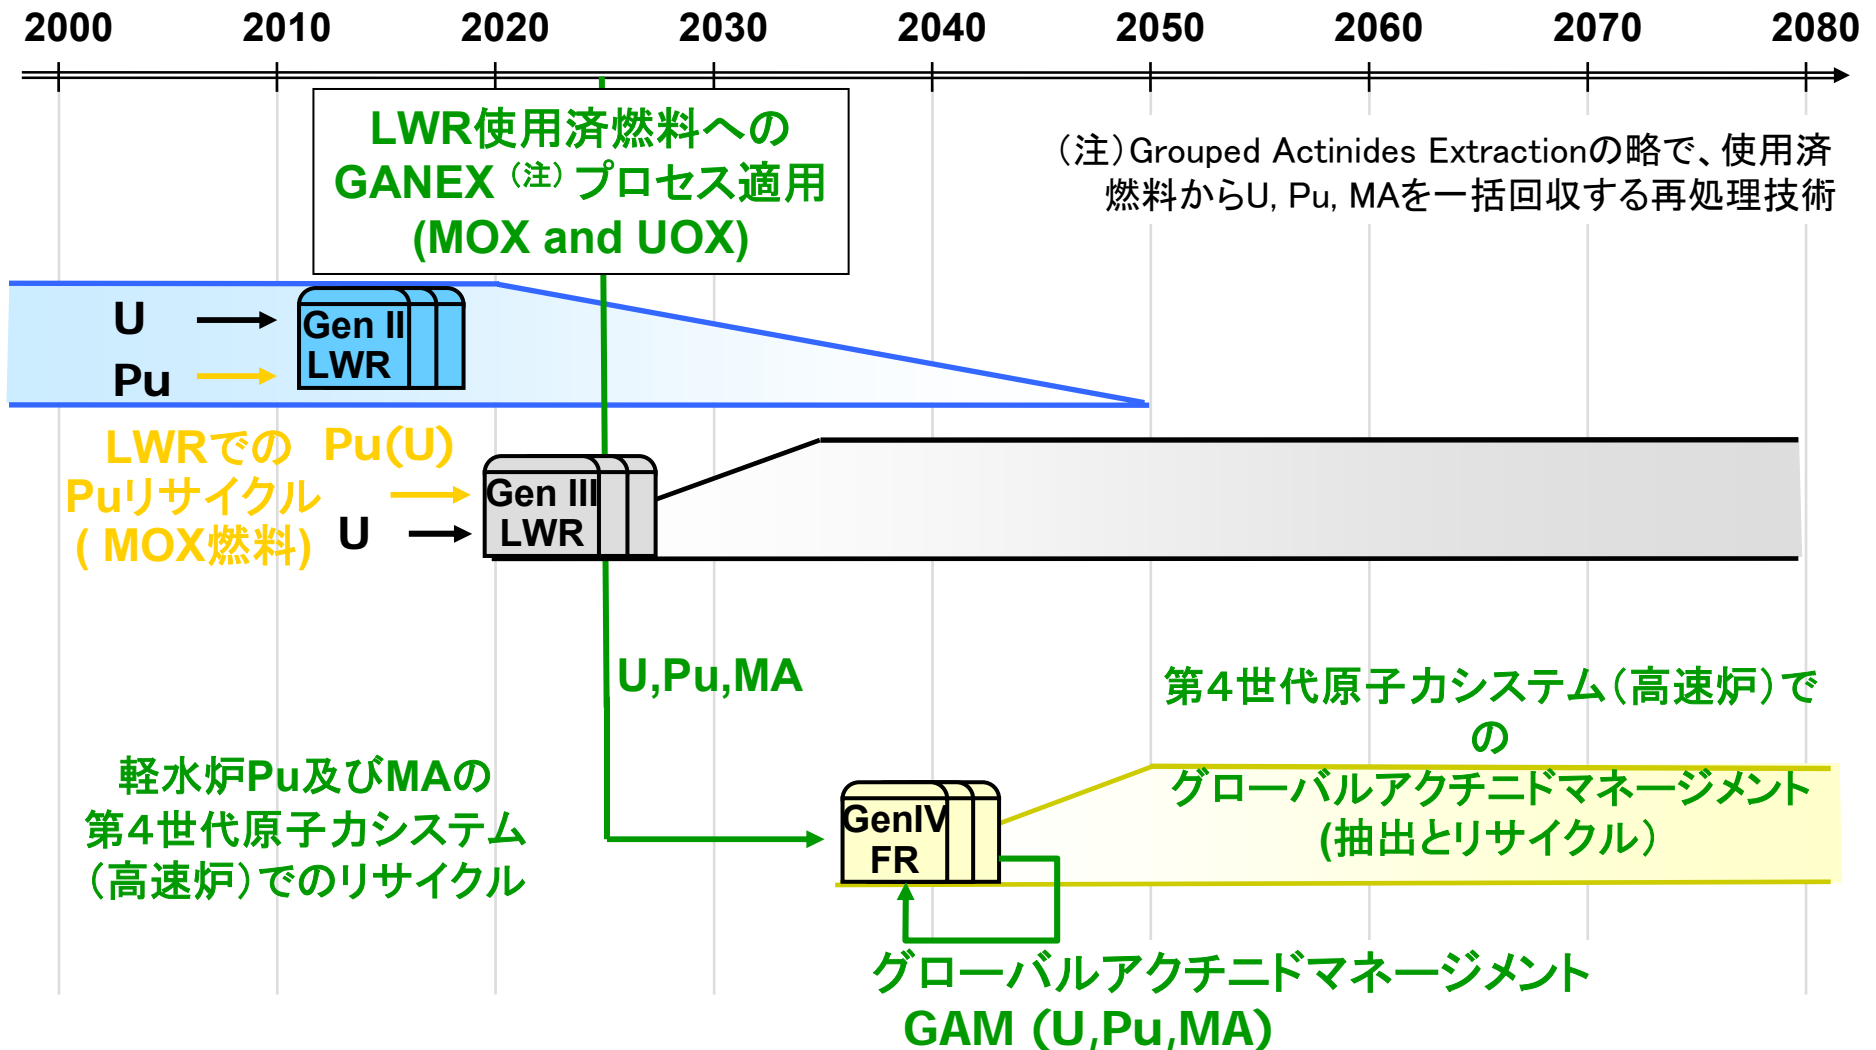 2000 2010 2020 2030 2040 2050 2060 2070 2080
LWR使用済燃料への
GANEX（注）プロセス適用
(MOX and UOX)
（注）Grouped Actinides Extractionの略で、使用済
燃料からU, Pu, MAを一括回収する再処理技術
U
Pu
Gen II
LWR
LWRでの
Puリサイクル
( MOX燃料)
Pu(U)
U
Gen III
LWR
U,Pu,MA
軽水炉Pu及びMAの
第４世代原子力システム
（高速炉）でのリサイクル
GenIV
FR
第４世代原子力システム（高速炉）で
の
グローバルアクチニドマネージメント
(抽出とリサイクル）
グローバルアクチニドマネージメント
GAM (U,Pu,MA)